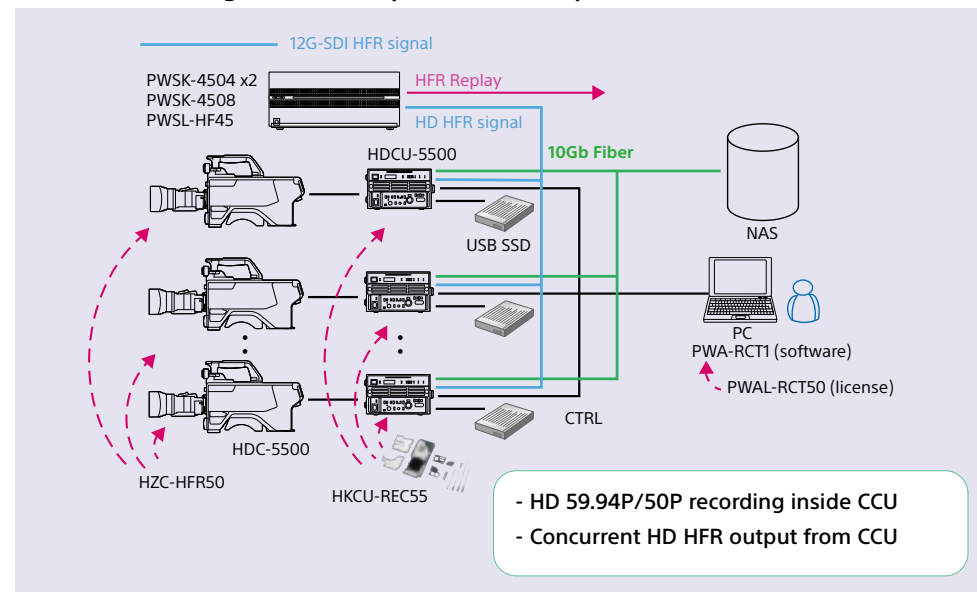 12G-SDI HFR signal
PWSK-4504 x2
PWSK-4508
PWSL-HF45
HFR Replay
HD HFR signal
HDCU-5500
10Gb Fiber
USB SSD
NAS
PC
PWA-RCT1 (software)
PWAL-RCT50 (license)
CTRL
HDC-5500
HZC-HFR50
HKCU-REC55
- HD 59.94P/50P recording inside CCU
- Concurrent HD HFR output from CCU